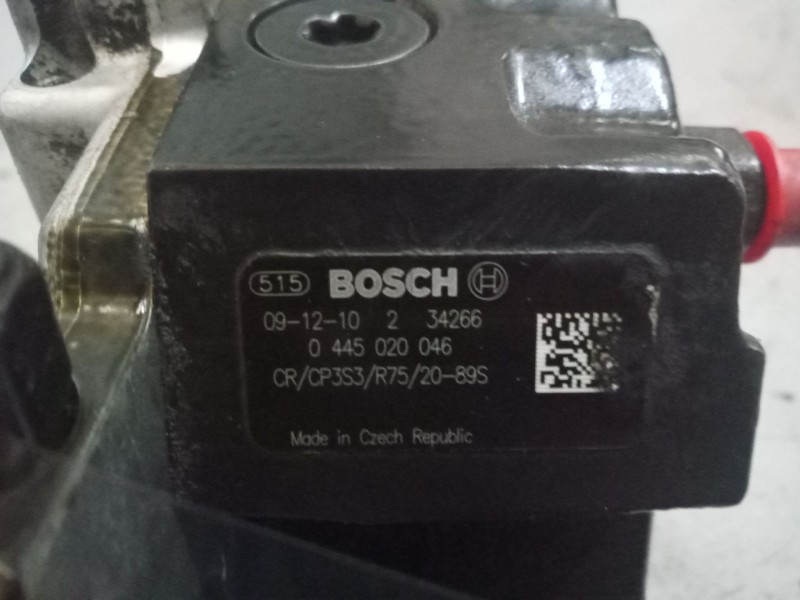 515 BOSCH
09-12-10 2 34266
0 445 020 046
CR/CP3S3/R75/20-89S
Made in Czech Republic